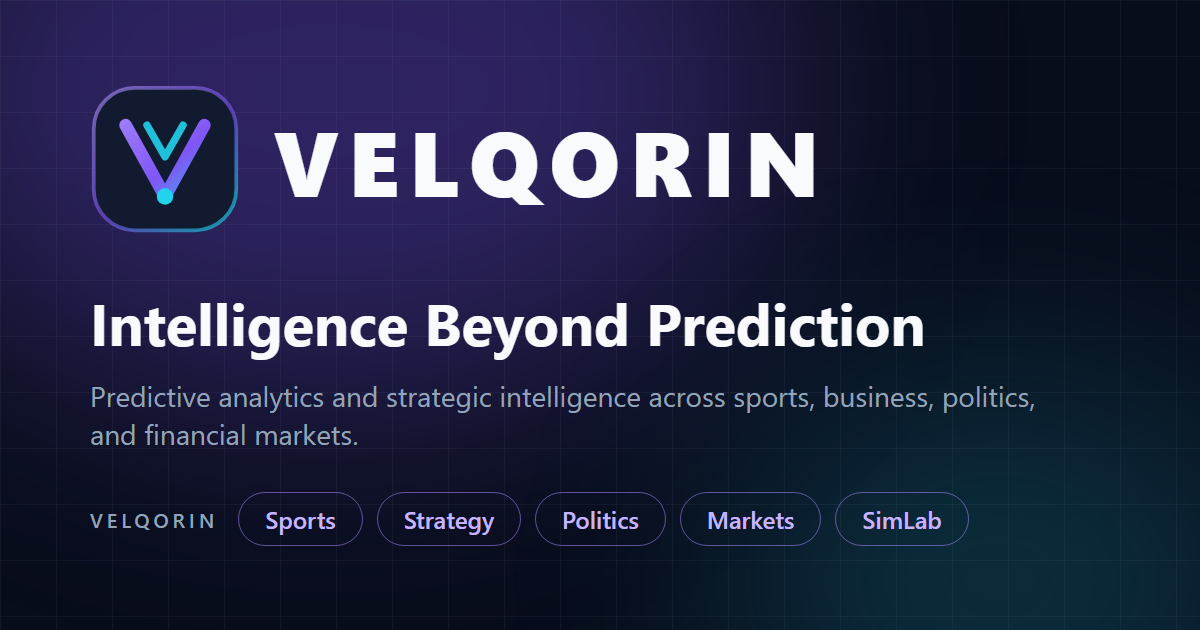 VELQORIN
Intelligence Beyond Prediction
Predictive analytics and strategic intelligence across sports, business, politics,
and financial markets.
VELQORIN Sports Strategy Politics Markets SimLab